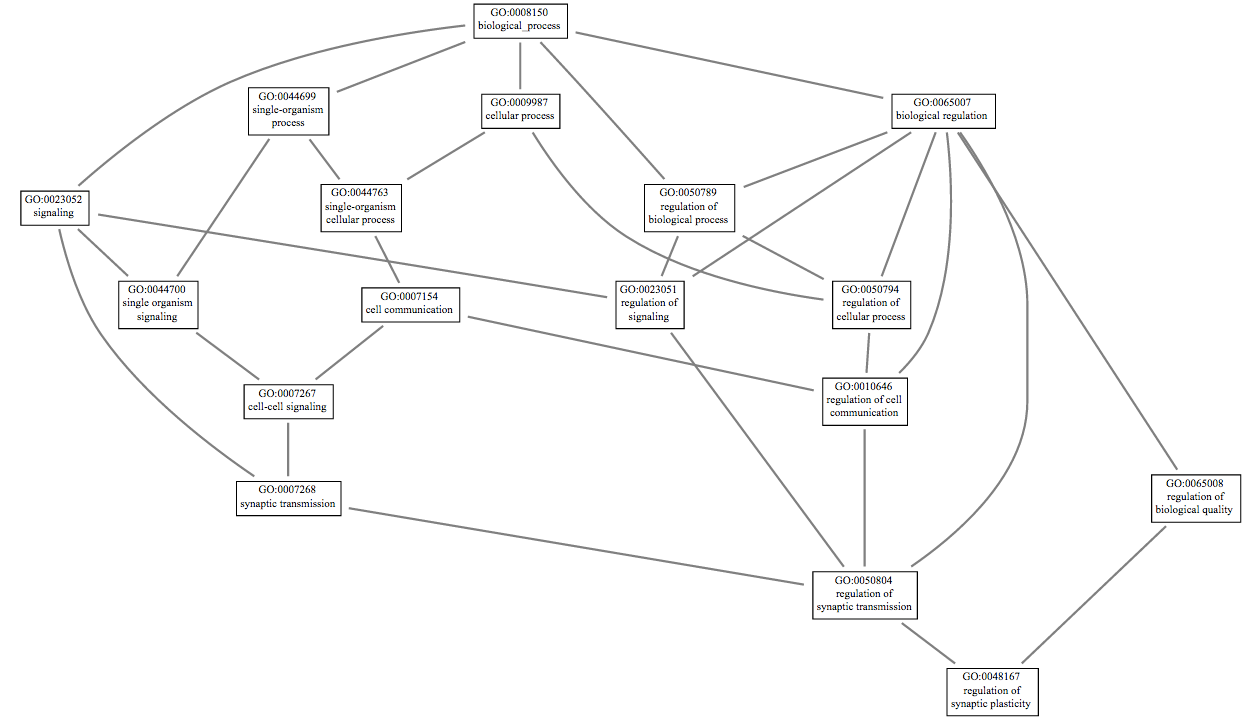 GO:0008150
biological_process
GO:0044699
single-organism
process
GO:0009987
cellular process
GO:0065007
biological regulation
GO:0023052
signaling
GO:0044763
single-organism
cellular process
GO:0050789
regulation of
biological process
GO:0044700
single organism
signaling
GO:0007154
cell communication
GO:0023051
regulation of
signaling
GO:0050794
regulation of
cellular process
GO:0007267
cell-cell signaling
GO:0010646
regulation of cell
communication
GO:0007268
synaptic transmission
GO:0065008
regulation of
biological quality
GO:0050804
regulation of
synaptic transmission
GO:0048167
regulation of
synaptic plasticity